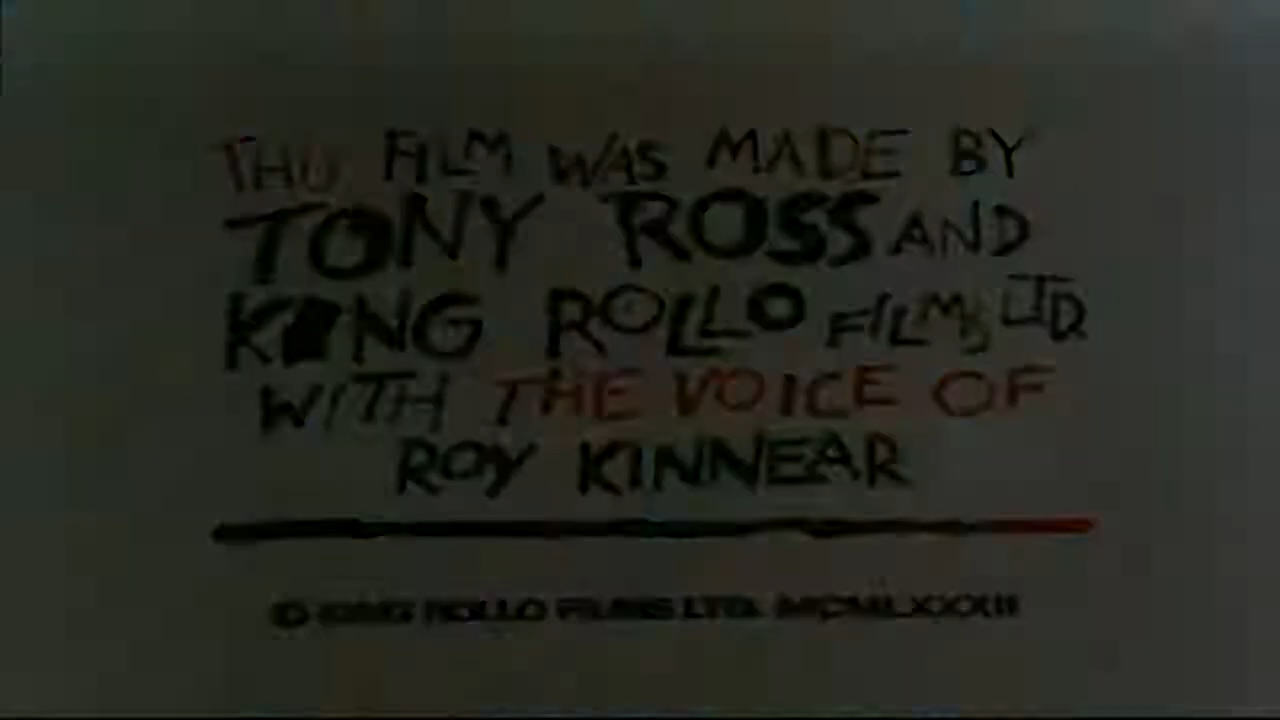 THIS FILM WAS MADE BY
TONY ROSS AND
KING ROLLO FILMS LTD
WITH THE VOICE OF
ROY KINNEAR
© KING ROLLO FILMS LTD. MCMLXXXIII